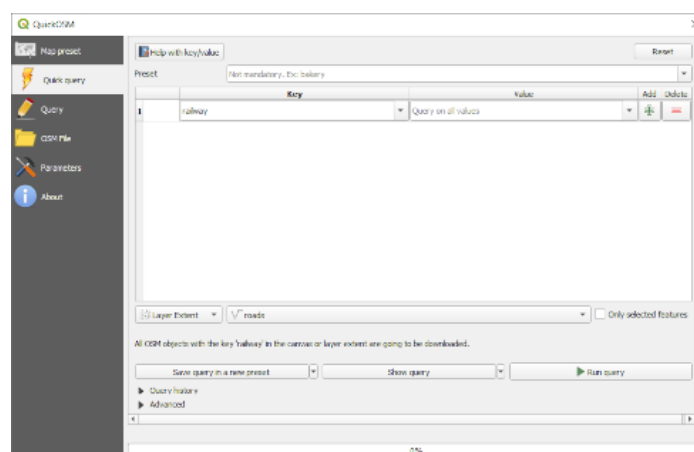 QuickOSM
Map preset
Help with key/value
Reset
Quick query
Preset
Not mandatory. Ex: bakery
Key Value Add Delete
Query
1 railway Query on all values
OSM File
Parameters
About
Layer Extent roads Only selected features
All OSM objects with the key 'railway' in the canvas or layer extent are going to be downloaded.
Save query in a new preset Show query Run query
Query history
Advanced
0%